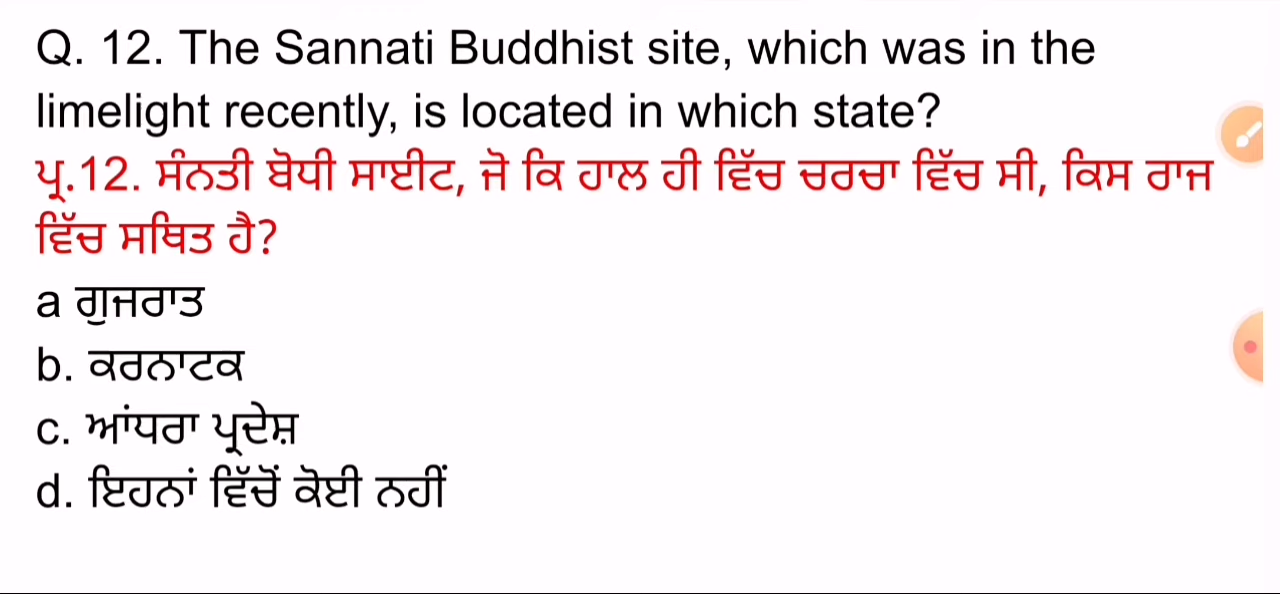 Q. 12. The Sannati Buddhist site, which was in the
limelight recently, is located in which state?
ਪ੍ਰ.12. ਸੰਨਤੀ ਬੋਧੀ ਸਾਈਟ, ਜੋ ਕਿ ਹਾਲ ਹੀ ਵਿੱਚ ਚਰਚਾ ਵਿੱਚ ਸੀ, ਕਿਸ ਰਾਜ
ਵਿੱਚ ਸਥਿਤ ਹੈ?
a ਗੁਜਰਾਤ
b. ਕਰਨਾਟਕ
c. ਆਂਧਰਾ ਪ੍ਰਦੇਸ਼
d. ਇਹਨਾਂ ਵਿੱਚੋਂ ਕੋਈ ਨਹੀਂ